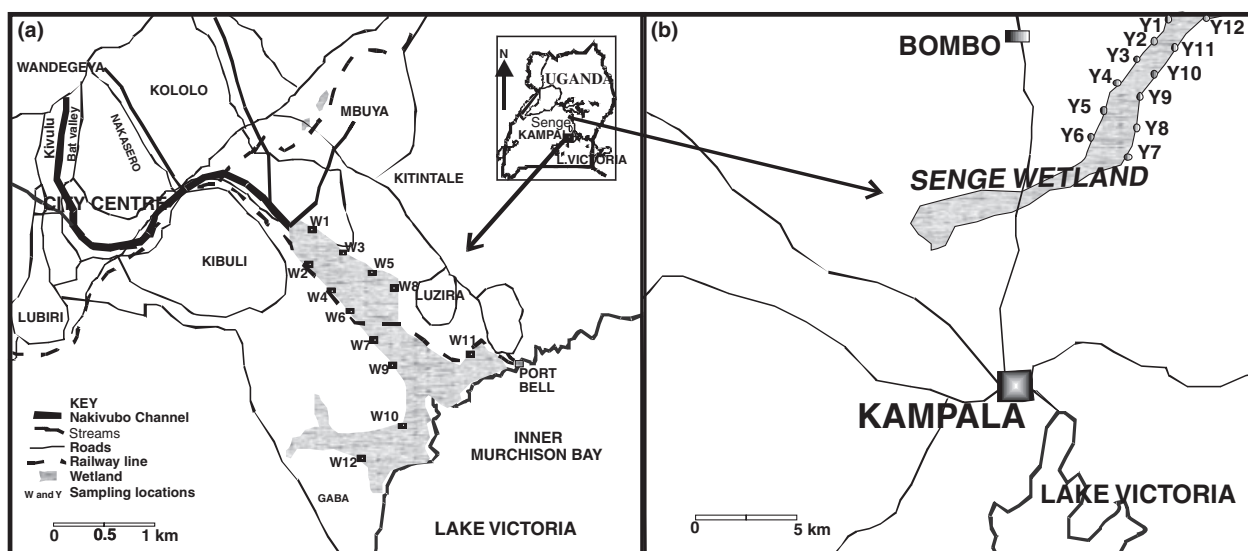 (a)
WANDEGEYA
KOLOLO
MBUYA
Kivulu
Bat valley
NAKASERO
KITINTALE
CITY CENTRE
KIBULI
LUBIRI
LUZIRA
N
UGANDA
Senge
KAMPALA
L.VICTORIA
W1
W3
W2
W5
W4
W8
W6
W7
W11
W9
W10
W12
PORT
BELL
INNER
MURCHISON BAY
GABA
LAKE VICTORIA
KEY
Nakivubo Channel
Streams
Roads
Railway line
Wetland
W and Y Sampling locations
0 0.5 1 km
(b)
BOMBO
Y1
Y12
Y2
Y11
Y3
Y10
Y4
Y9
Y5
Y8
Y6
Y7
SENGE WETLAND
KAMPALA
LAKE VICTORIA
0 5 km